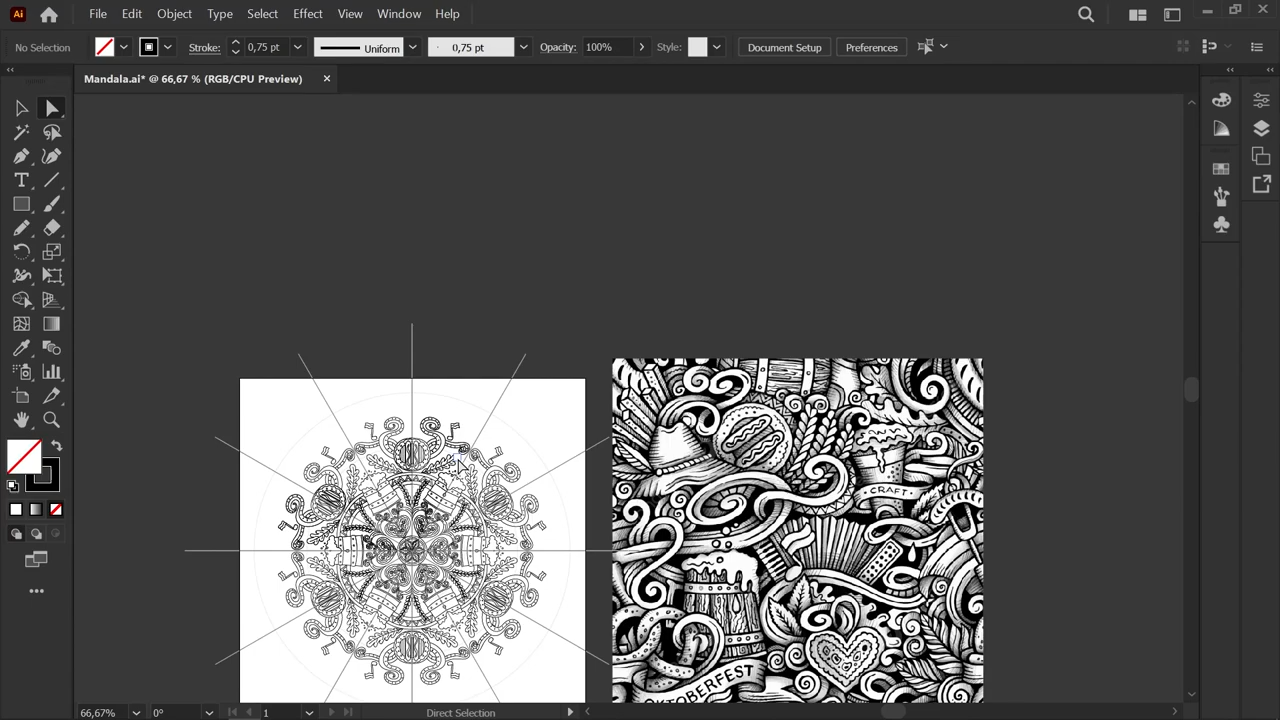 Ai File Edit Object Type Select Effect View Window Help
No Selection Stroke: 0,75 pt Uniform 0,75 pt Opacity: 100% Style: Document Setup Preferences
Mandala.ai* @ 66,67 % (RGB/CPU Preview)
CRAFT
OKTOBERFEST
66,67% 0° 1 Direct Selection